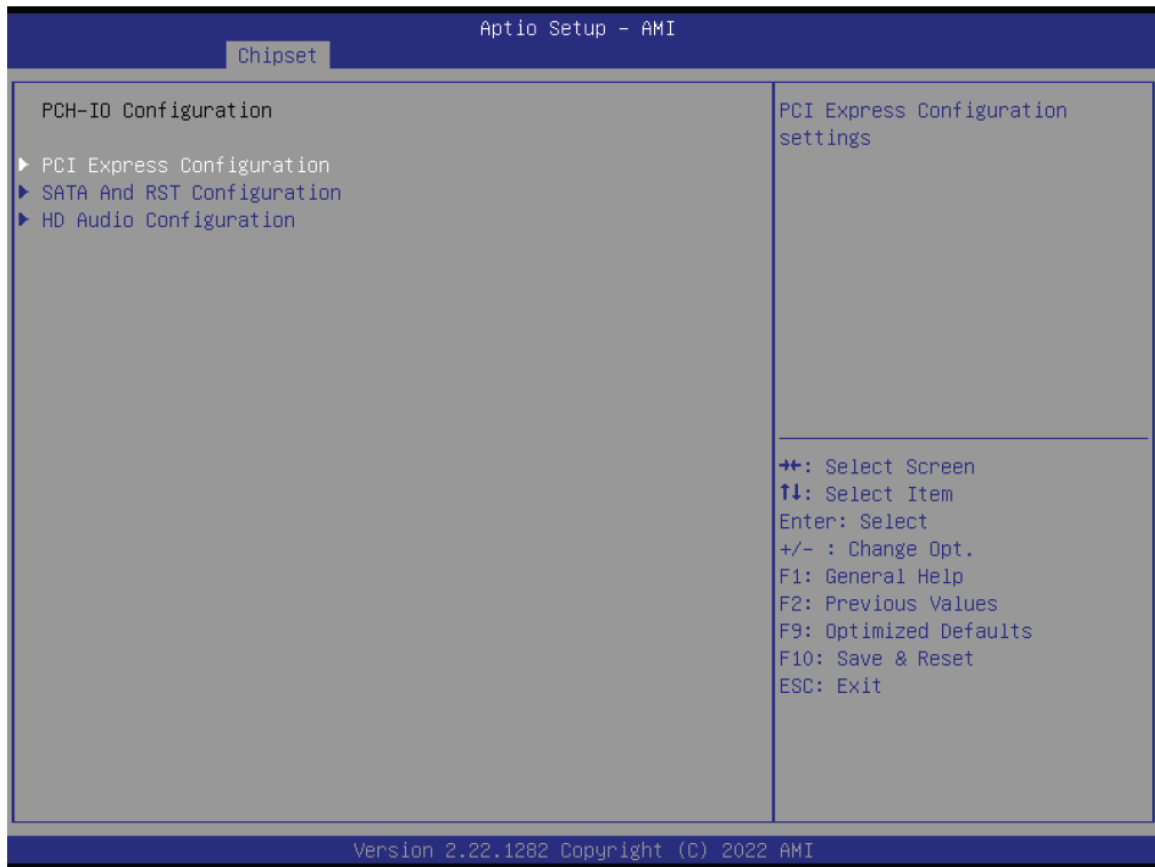 Aptio Setup – AMI
Chipset
PCH-IO Configuration
▶ PCI Express Configuration
▶ SATA And RST Configuration
▶ HD Audio Configuration
PCI Express Configuration
settings
→←: Select Screen
↑↓: Select Item
Enter: Select
+/- : Change Opt.
F1: General Help
F2: Previous Values
F9: Optimized Defaults
F10: Save & Reset
ESC: Exit
Version 2.22.1282 Copyright (C) 2022 AMI